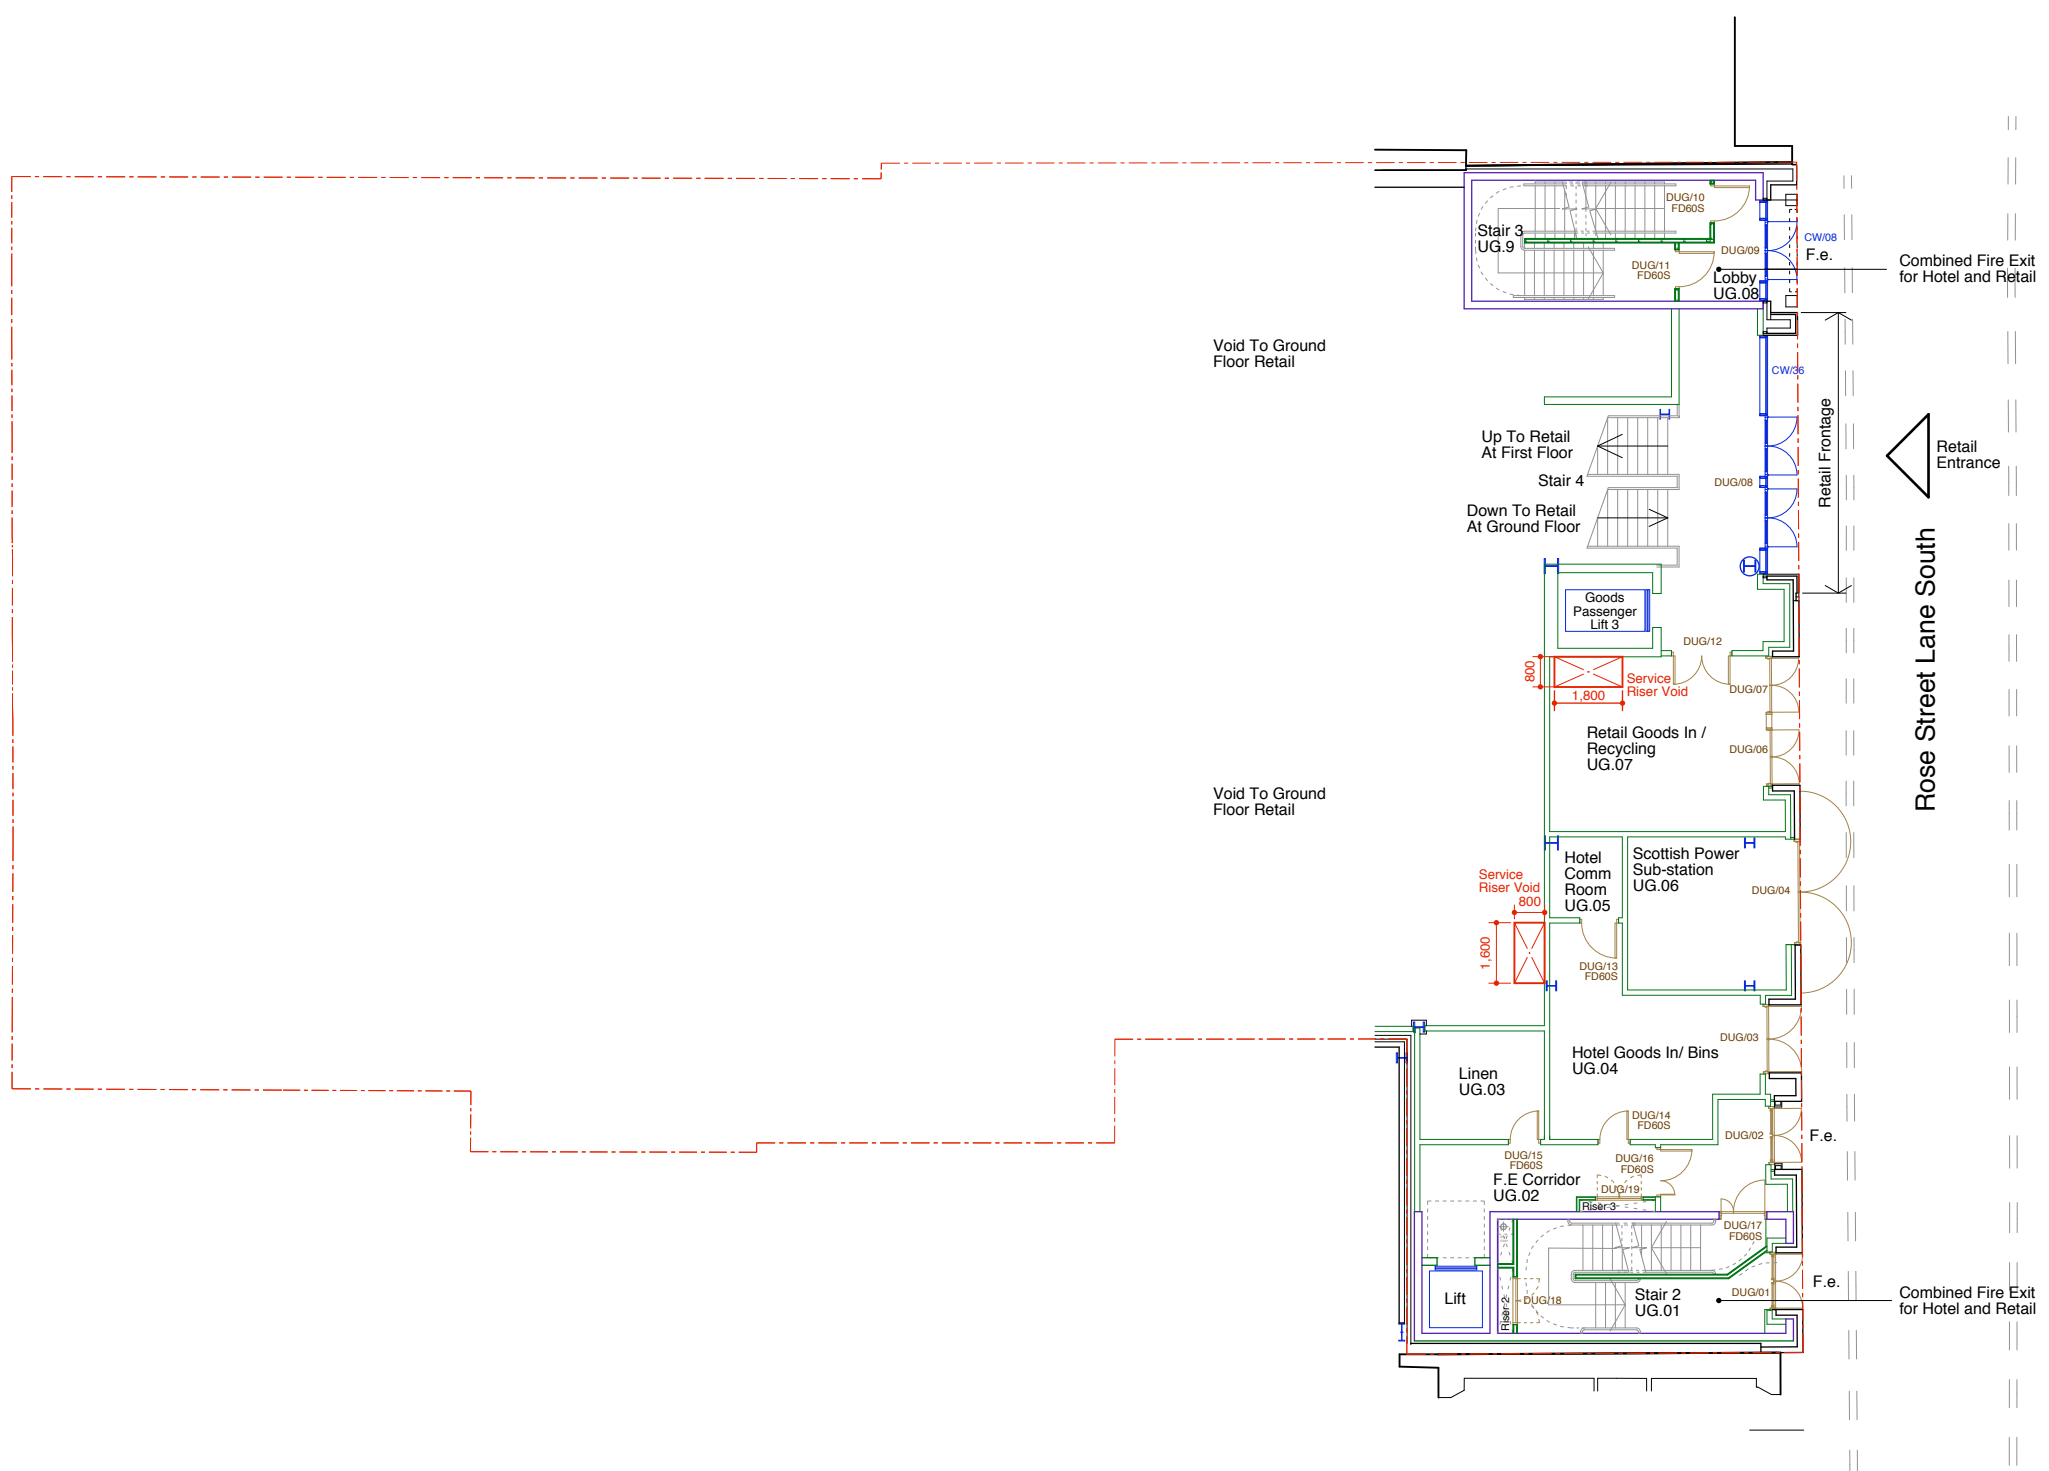 DUG/10
FD60S
Stair 3
UG.9
CW/08
DUG/09
F.e.
DUG/11
FD60S
Lobby
UG.08
Combined Fire Exit
for Hotel and Retail
Void To Ground
Floor Retail
CW/36
Up To Retail
At First Floor
Stair 4
DUG/08
Retail Frontage
Retail
Entrance
Down To Retail
At Ground Floor
Rose Street Lane South
Goods
Passenger
Lift 3
DUG/12
800
1,800
Service
Riser Void
DUG/07
Retail Goods In /
Recycling
UG.07
DUG/06
Void To Ground
Floor Retail
Hotel
Comm
Room
UG.05
Scottish Power
Sub-station
UG.06
Service
Riser Void
800
1,600
DUG/04
DUG/13
FD60S
DUG/03
Hotel Goods In/ Bins
UG.04
Linen
UG.03
DUG/14
FD60S
DUG/02
F.e.
DUG/15
FD60S
DUG/16
FD60S
F.E Corridor
UG.02
DUG/19
Riser 3
DUG/17
FD60S
F.e.
Lift
Riser 2
DUG/18
Stair 2
UG.01
DUG/01
Combined Fire Exit
for Hotel and Retail